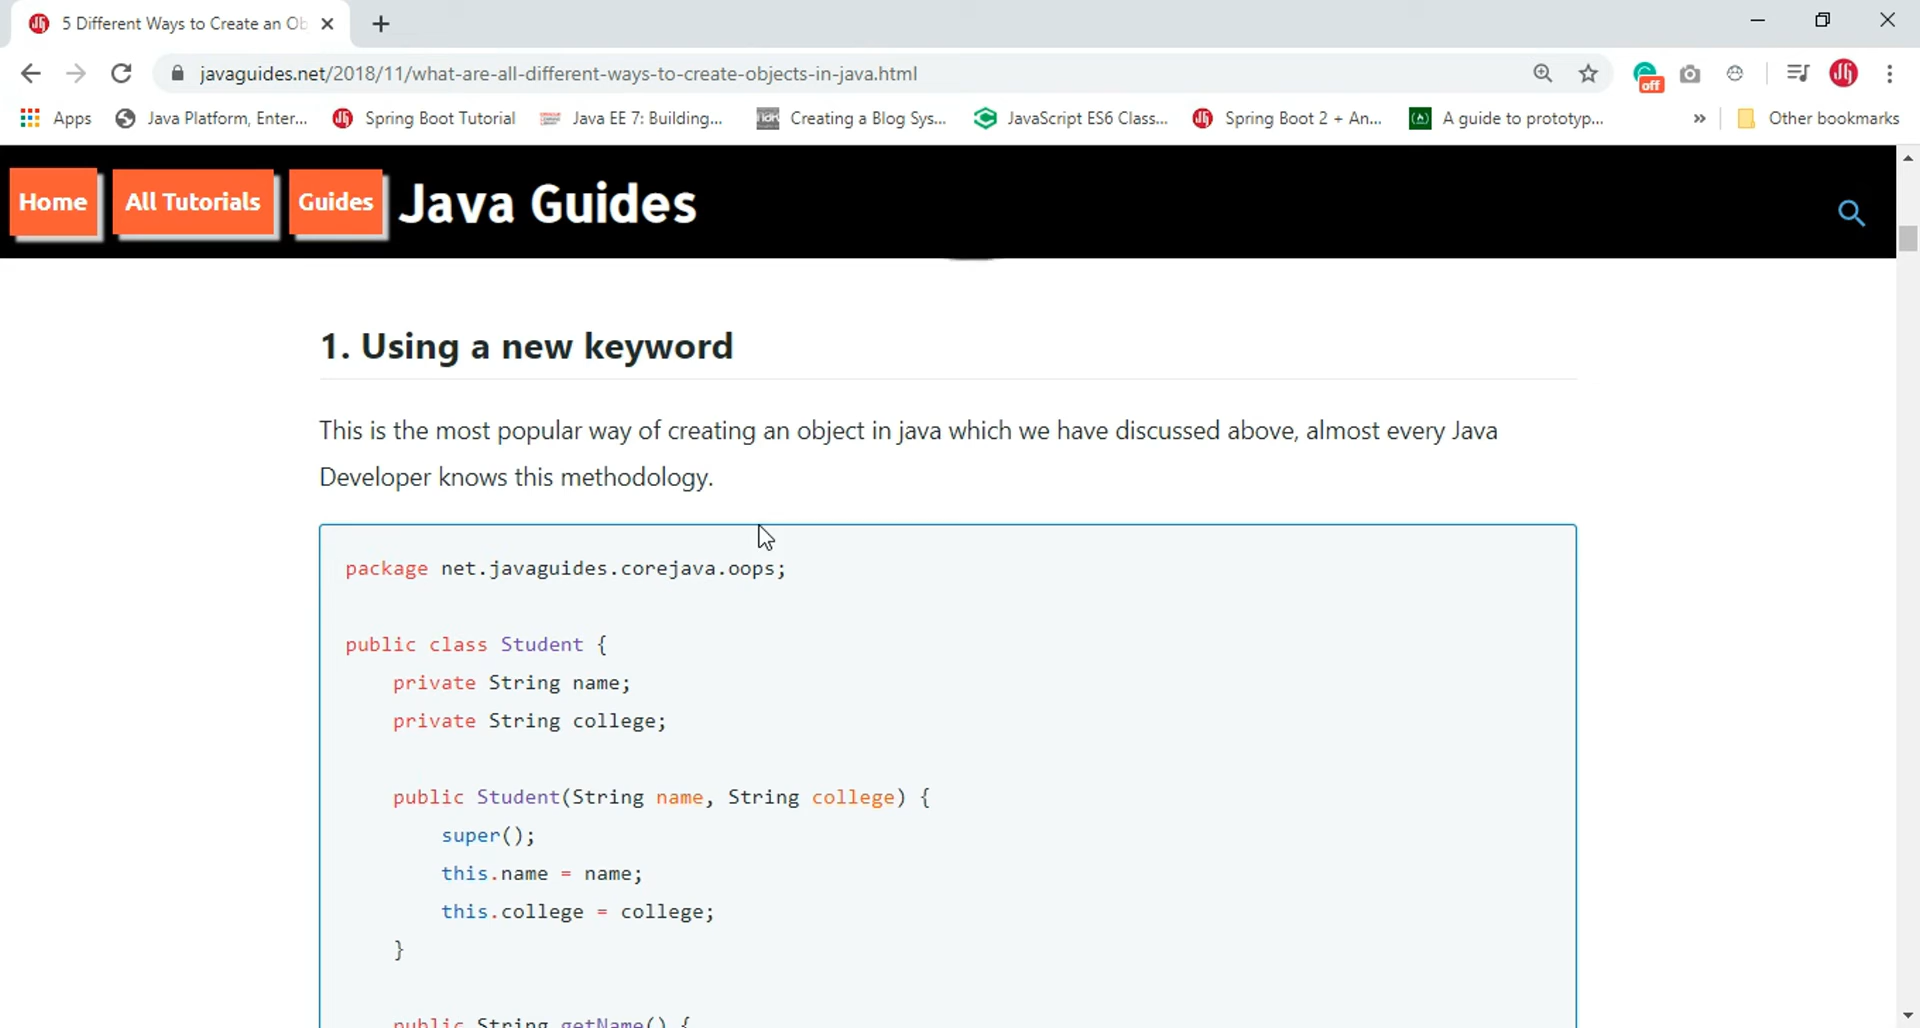 5 Different Ways to Create an Ob
javaguides.net/2018/11/what-are-all-different-ways-to-create-objects-in-java.html
off
Apps Java Platform, Enter... Spring Boot Tutorial Java EE 7: Building... Creating a Blog Sys... JavaScript ES6 Class... Spring Boot 2 + An... A guide to prototyp... » Other bookmarks
Home All Tutorials Guides Java Guides
1. Using a new keyword
This is the most popular way of creating an object in java which we have discussed above, almost every Java
Developer knows this methodology.
package net.javaguides.corejava.oops;
public class Student {
private String name;
private String college;
public Student(String name, String college) {
super();
this.name = name;
this.college = college;
}
public String getName() {